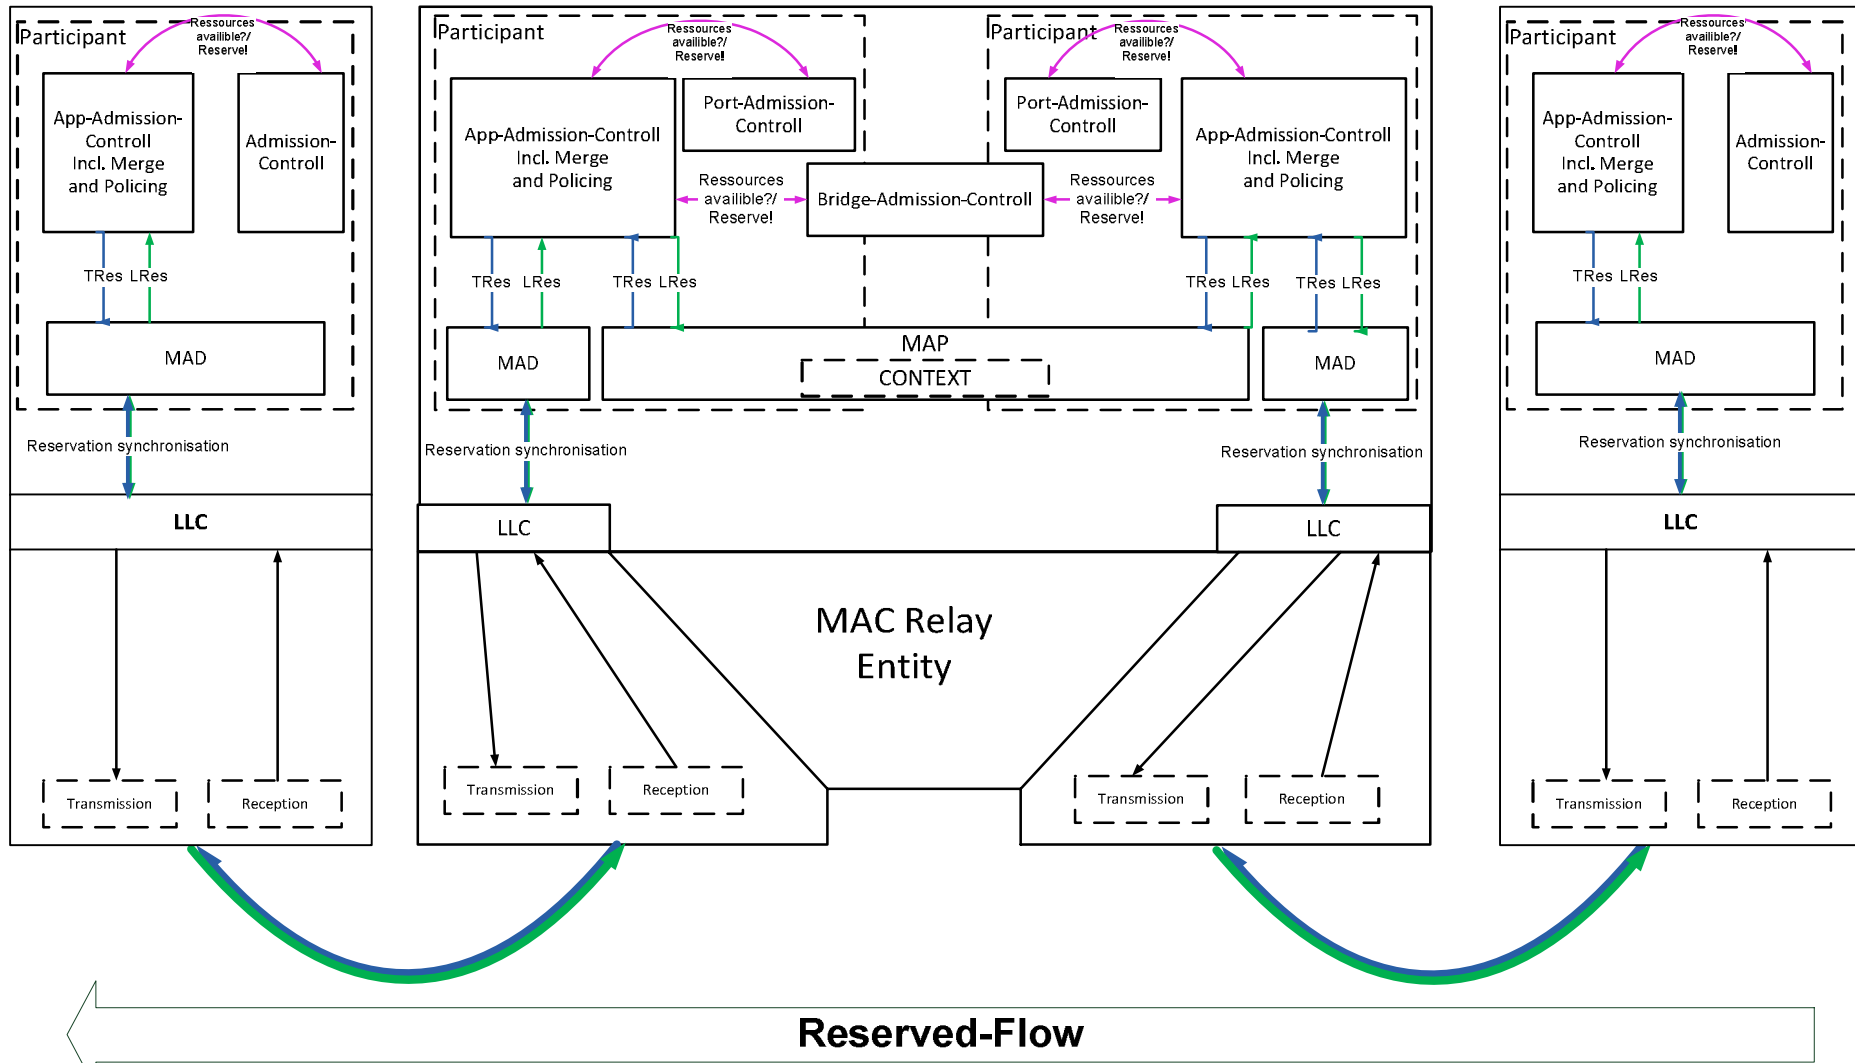 Participant
Ressources
availible?/
Reserve!
App-Admission-
Controll
Incl. Merge
and Policing
Admission-
Controll
TRes
LRes
MAD
Reservation synchronisation
LLC
Transmission
Reception
Participant
Ressources
availible?/
Reserve!
App-Admission-Controll
Incl. Merge
and Policing
Port-Admission-
Controll
Ressources
availible?/
Reserve!
Bridge-Admission-Controll
TRes
LRes
TRes
LRes
MAD
MAP
CONTEXT
Participant
Ressources
availible?/
Reserve!
Port-Admission-
Controll
App-Admission-Controll
Incl. Merge
and Policing
Ressources
availible?/
Reserve!
TRes
LRes
TRes
LRes
MAD
Reservation synchronisation
Reservation synchronisation
LLC
LLC
MAC Relay
Entity
Transmission
Reception
Transmission
Reception
Participant
Ressources
availible?/
Reserve!
App-Admission-
Controll
Incl. Merge
and Policing
Admission-
Controll
TRes
LRes
MAD
Reservation synchronisation
LLC
Transmission
Reception
Reserved-Flow